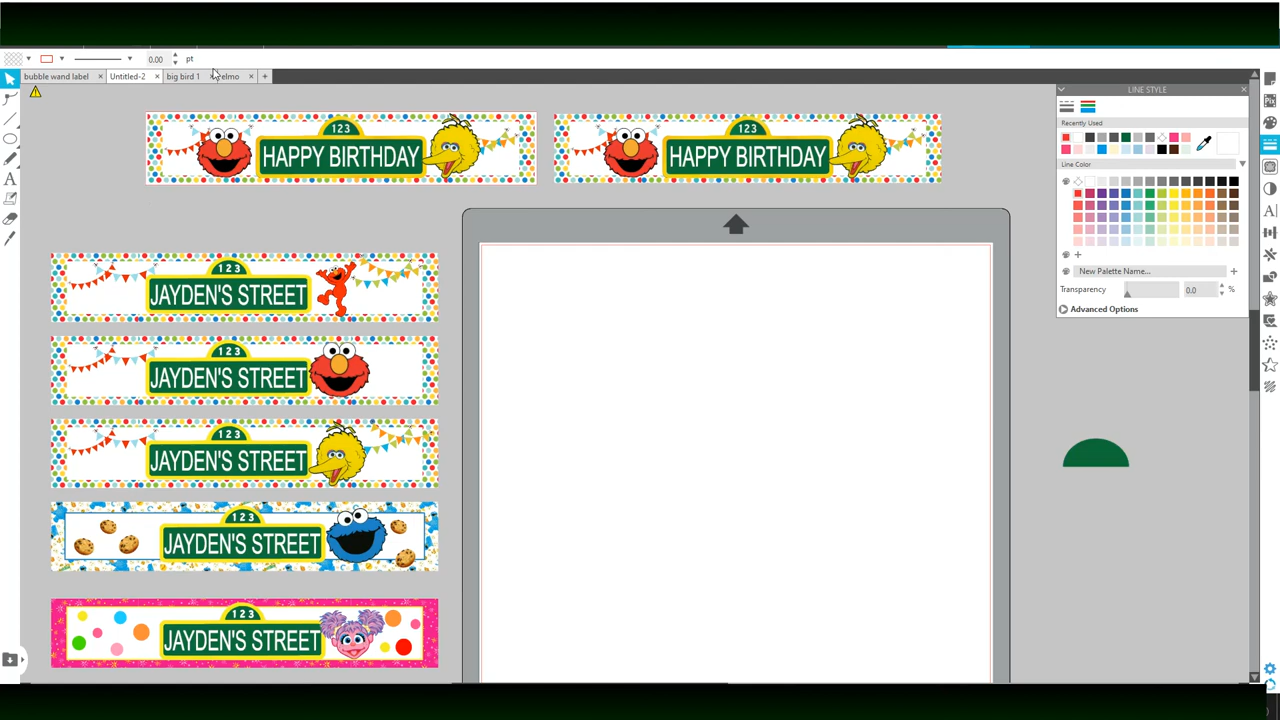 0.00 pt
bubble wand label Untitled-2 big bird 1 elmo
LINE STYLE
Recently Used
Line Color
New Palette Name...
Transparency 0.0 %
Advanced Options
123
HAPPY BIRTHDAY
123
HAPPY BIRTHDAY
123
JAYDEN'S STREET
123
JAYDEN'S STREET
123
JAYDEN'S STREET
123
JAYDEN'S STREET
123
JAYDEN'S STREET